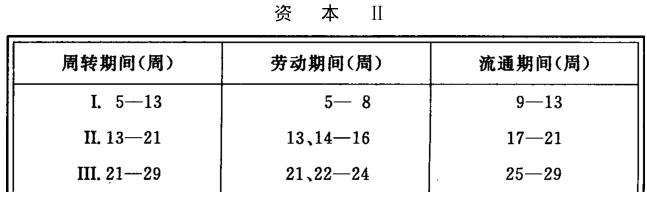 资 本 II
周转期间(周) 劳动期间(周) 流通期间(周)
I. 5—13 5— 8 9—13
II. 13—21 13、14—16 17—21
III. 21—29 21、22—24 25—29